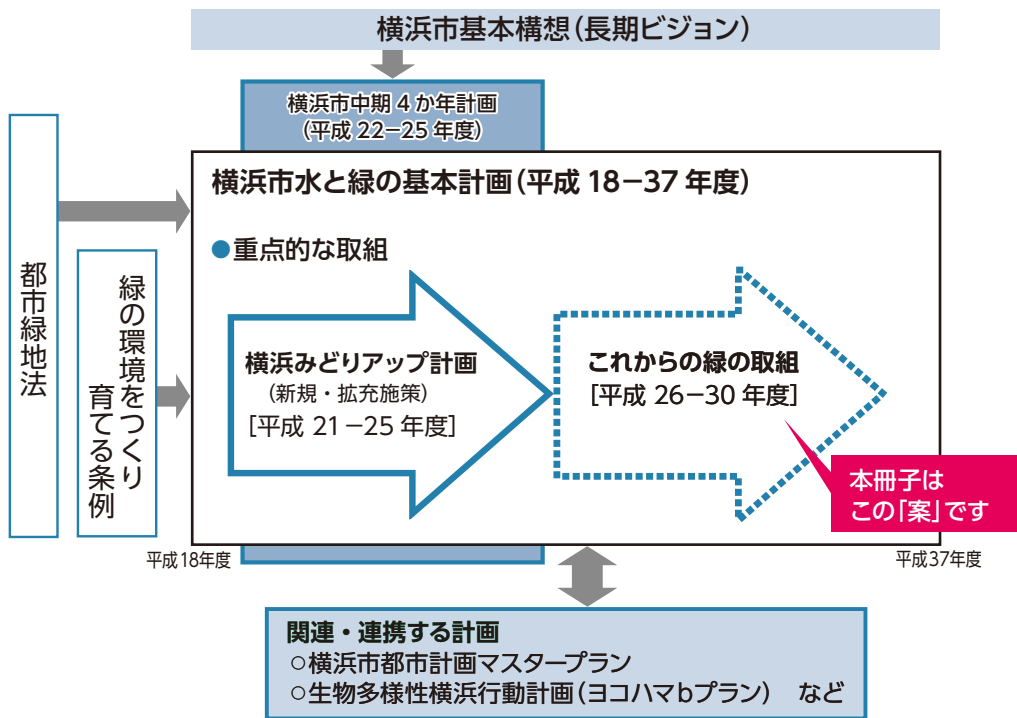 横浜市基本構想（長期ビジョン）
横浜市中期 4 か年計画
（平成 22－25 年度）
都市緑地法
緑の環境をつくり
育てる条例
横浜市水と緑の基本計画（平成 18－37 年度）
●重点的な取組
横浜みどりアップ計画
（新規・拡充施策）
［平成 21－25 年度］
これからの緑の取組
［平成 26－30 年度］
本冊子は
この「案」です
平成18年度
平成37年度
関連・連携する計画
○横浜市都市計画マスタープラン
○生物多様性横浜行動計画（ヨコハマｂプラン）　など